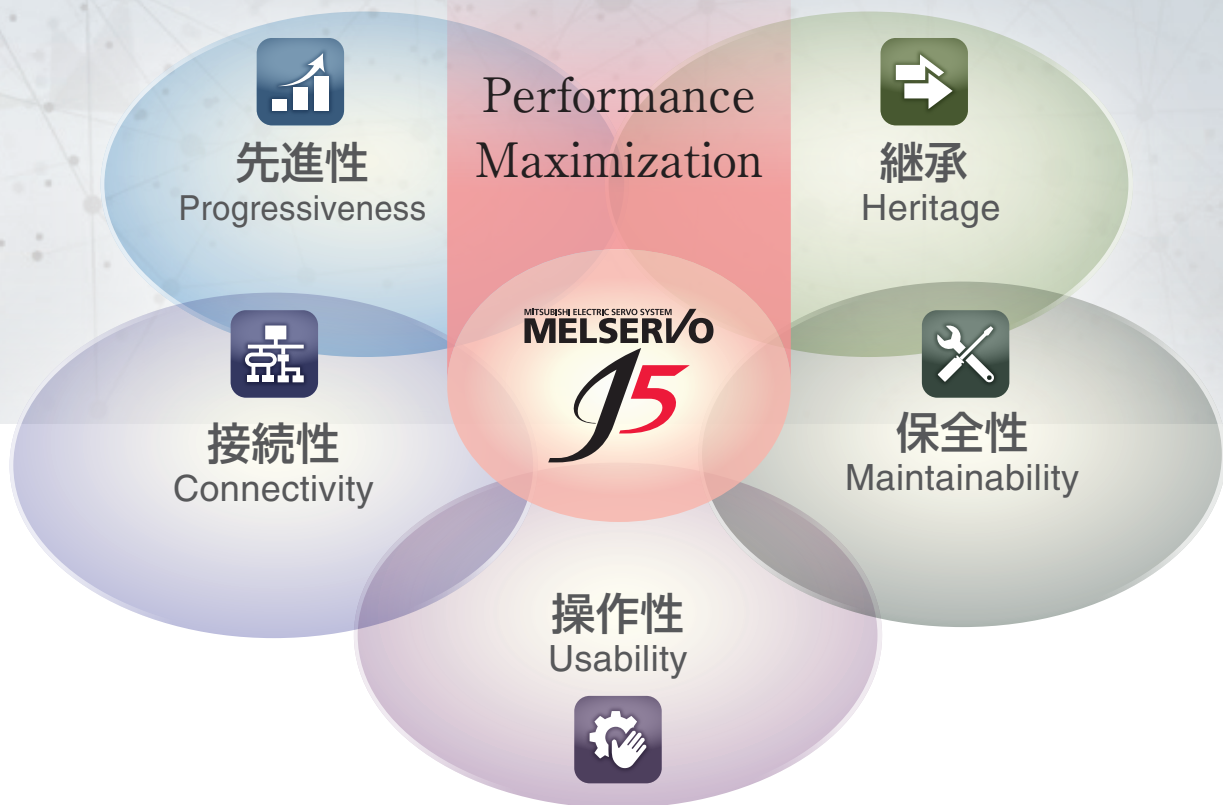 Performance
Maximization
先進性
Progressiveness
継承
Heritage
MITSUBISHI ELECTRIC SERVO SYSTEM
MELSERVO
J5
接続性
Connectivity
保全性
Maintainability
操作性
Usability